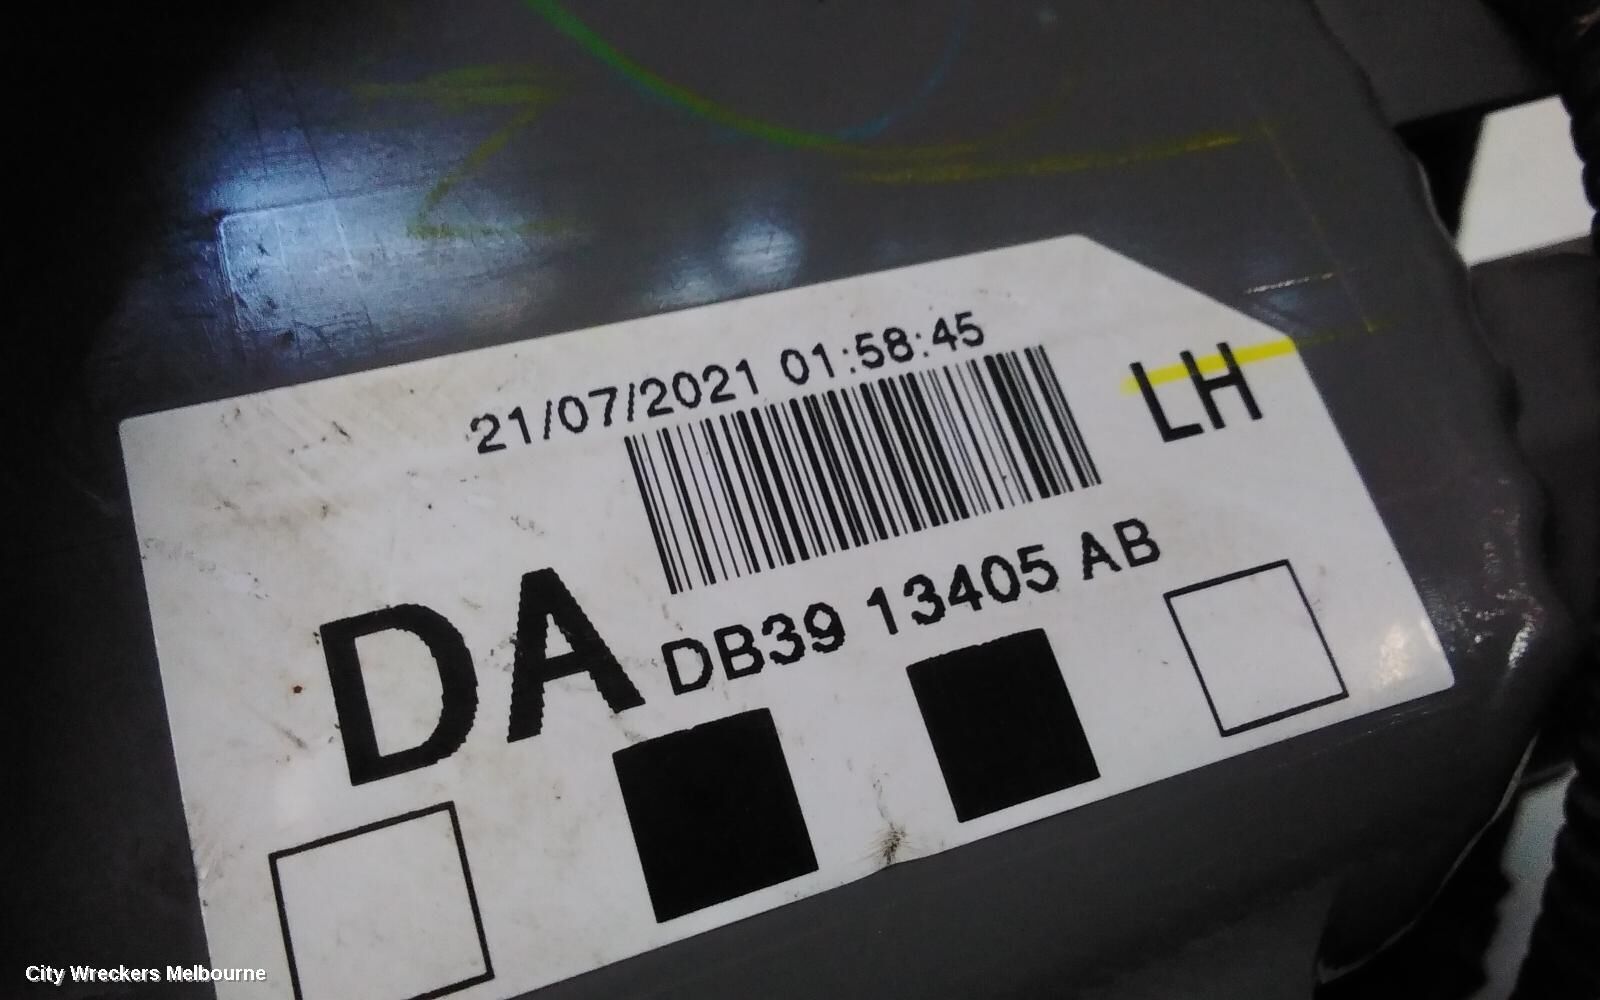 21/07/2021 01:58:45
LH
DA DB39 13405 AB
City Wreckers Melbourne